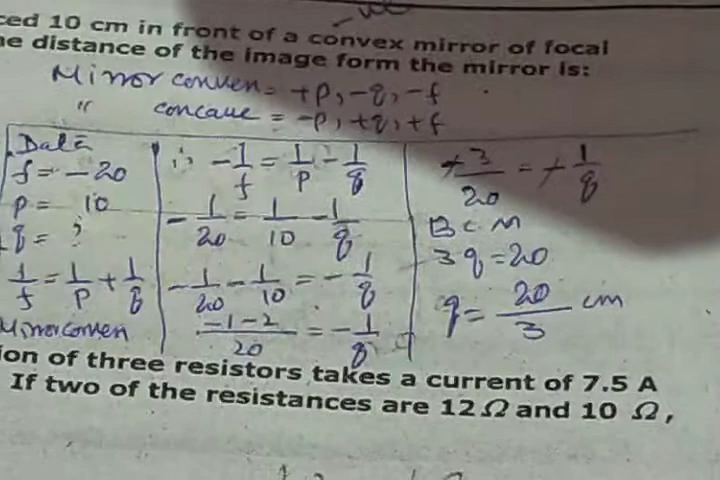 ced 10 cm in front of a convex mirror of focal
ne distance of the image form the mirror is:
Mirror conven = +p, -q, -f
" concave = -p, +q, +f
Data
f = -20
p = 10
q = ?
1/f = 1/p + 1/q
Mirror conven
∴ -1/f = 1/p - 1/q
-1/20 = 1/10 - 1/q
-1/20 - 1/10 = -1/q
-1-2/20 = -1/q
+3/20 = +1/q
B C M
3q = 20
q = 20/3 cm
ion of three resistors takes a current of 7.5 A
If two of the resistances are 12 Ω and 10 Ω,